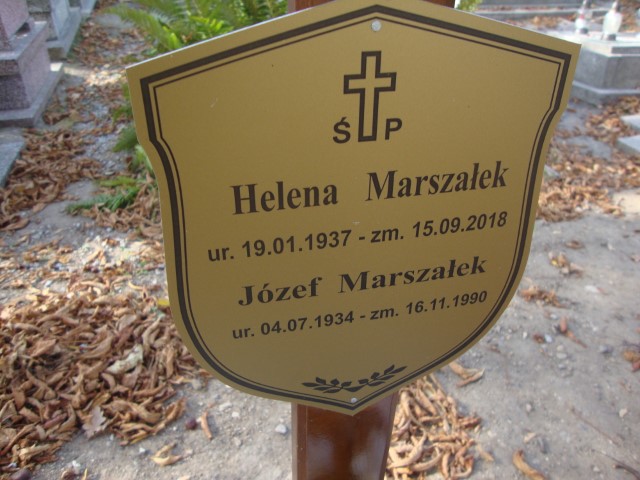 Ś P
Helena Marszałek
ur. 19.01.1937 - zm. 15.09.2018
Józef Marszałek
ur. 04.07.1934 - zm. 16.11.1990